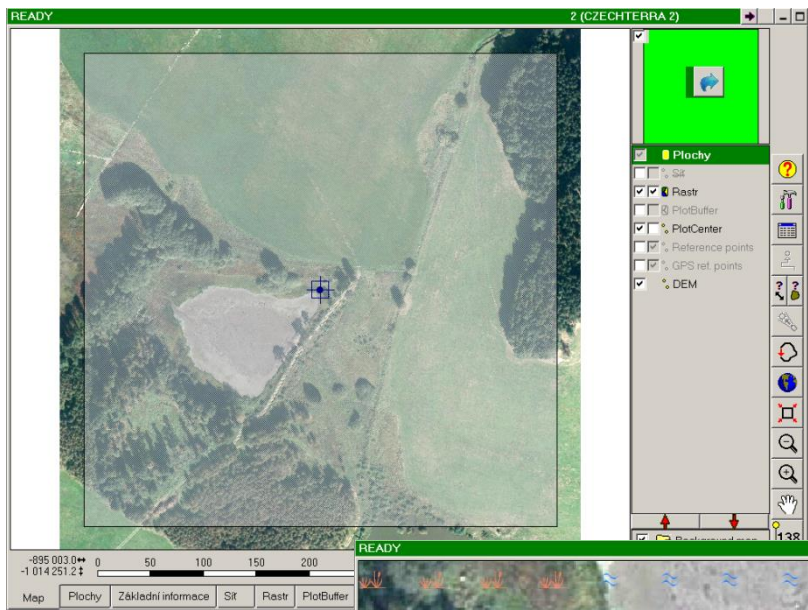 READY 2 (CZECHTERRA 2)
Plochy
Síť
Rastr
PlotBuffer
PlotCenter
Reference points
GPS ref. points
DEM
138
-895 003.0
-1 014 251.2
0 50 100 150 200
READY
Map Plochy Základní informace Síť Rastr PlotBuffer